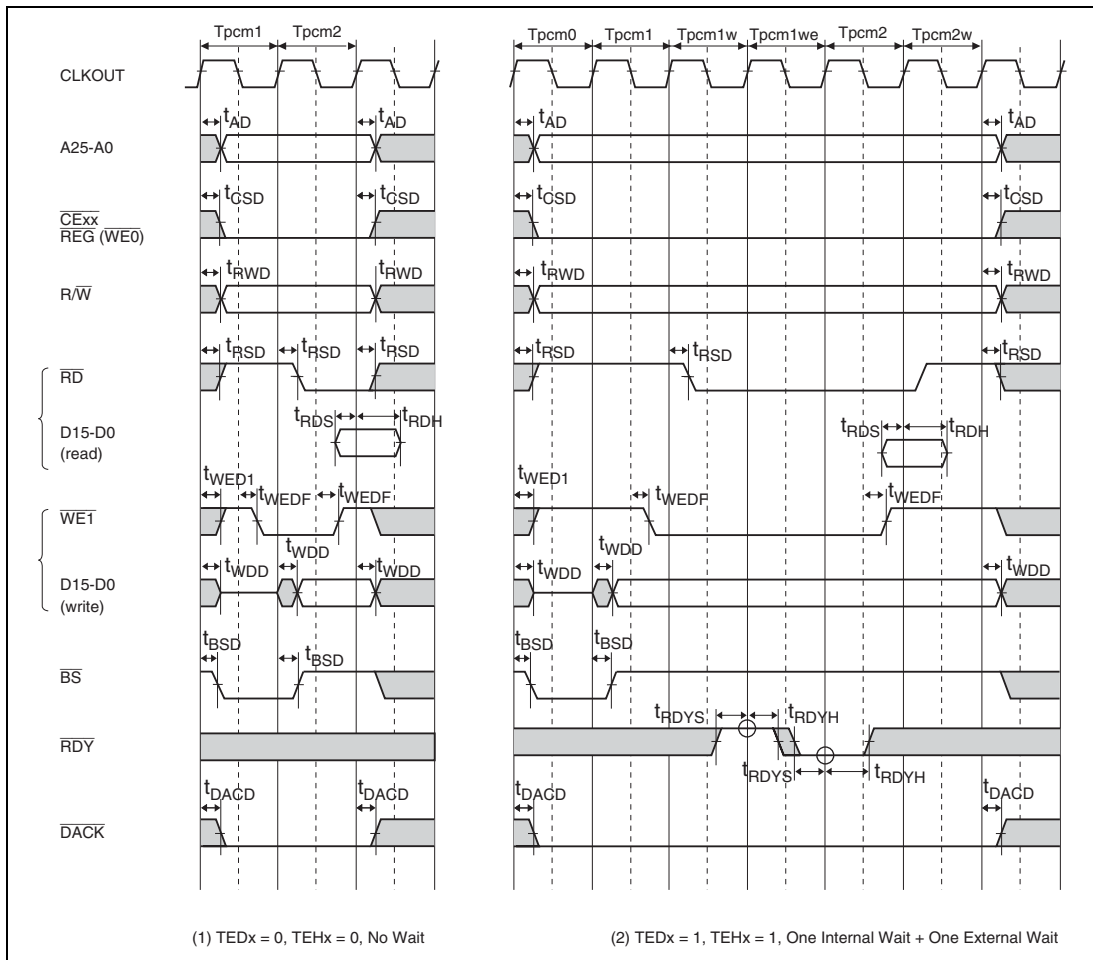 Tpcm1 Tpcm2 Tpcm0 Tpcm1 Tpcm1w Tpcm1we Tpcm2 Tpcm2w
CLKOUT
tAD tAD tAD tAD
A25-A0
tCSD tCSD tCSD tCSD
CExx
REG (WE0)
tRWD tRWD tRWD tRWD
R/W
tRSD tRSD tRSD tRSD tRSD tRSD
RD
tRDS tRDH tRDS tRDH
D15-D0
(read)
tWED1 tWEDF tWEDF tWED1 tWEDF tWEDF
WE1
tWDD tWDD
tWDD tWDD tWDD tWDD
D15-D0
(write)
tBSD tBSD tBSD tBSD
BS
tRDYS tRDYH
RDY
tRDYS tRDYH
tDACD tDACD tDACD tDACD
DACK
(1) TEDx = 0, TEHx = 0, No Wait
(2) TEDx = 1, TEHx = 1, One Internal Wait + One External Wait